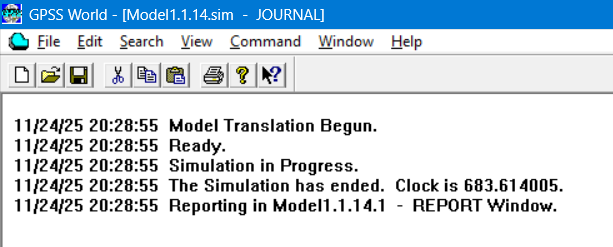 GPSS World - [Model1.1.14.sim - JOURNAL]
File Edit Search View Command Window Help
11/24/25 20:28:55 Model Translation Begun.
11/24/25 20:28:55 Ready.
11/24/25 20:28:55 Simulation in Progress.
11/24/25 20:28:55 The Simulation has ended. Clock is 683.614005.
11/24/25 20:28:55 Reporting in Model1.1.14.1 - REPORT Window.